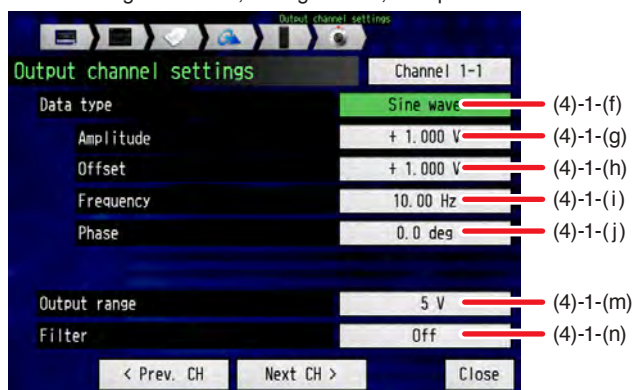 Output channel settings
Output channel settings
Channel 1-1
Data type
Sine wave
(4)-1-(f)
Amplitude
+ 1.000 V
(4)-1-(g)
Offset
+ 1.000 V
(4)-1-(h)
Frequency
10.00 Hz
(4)-1-(i)
Phase
0.0 deg
(4)-1-(j)
Output range
5 V
(4)-1-(m)
Filter
Off
(4)-1-(n)
< Prev. CH
Next CH >
Close